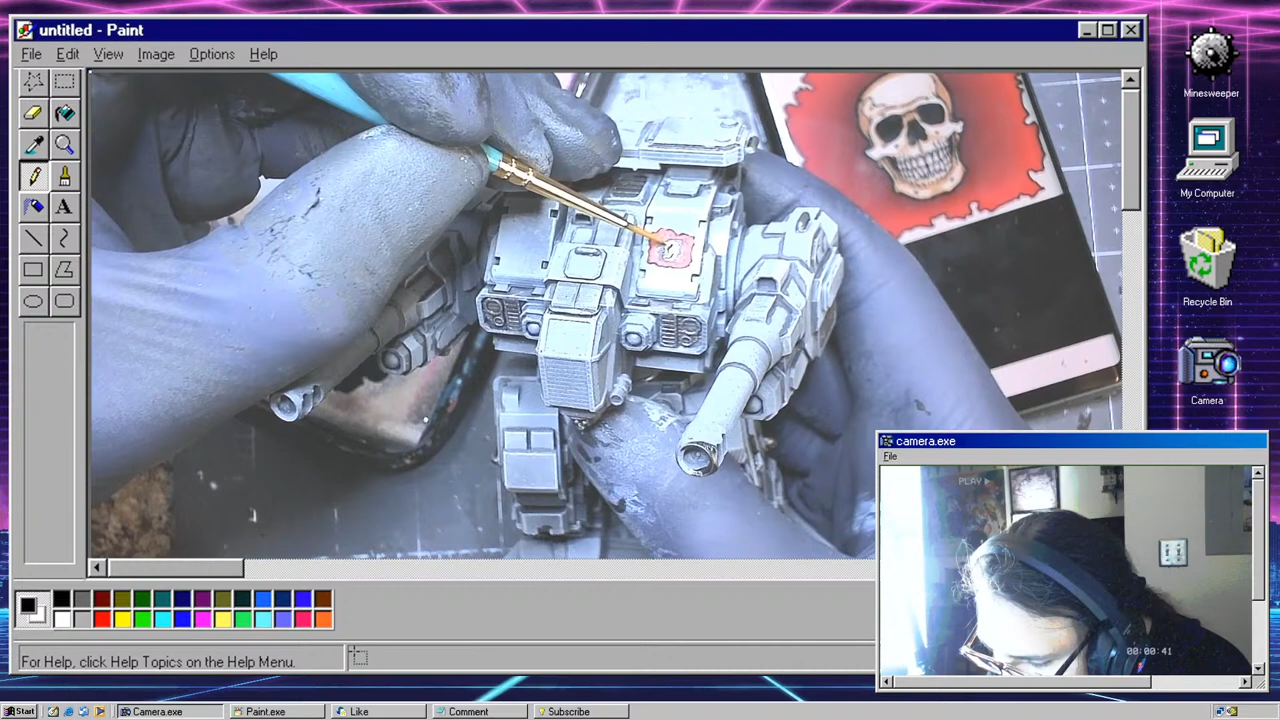 untitled - Paint
File Edit View Image Options Help
Minesweeper
My Computer
Recycle Bin
Camera
camera.exe
File
PLAY
00:00:41
For Help, click Help Topics on the Help Menu.
Start Camera.exe Paint.exe Like Comment Subscribe